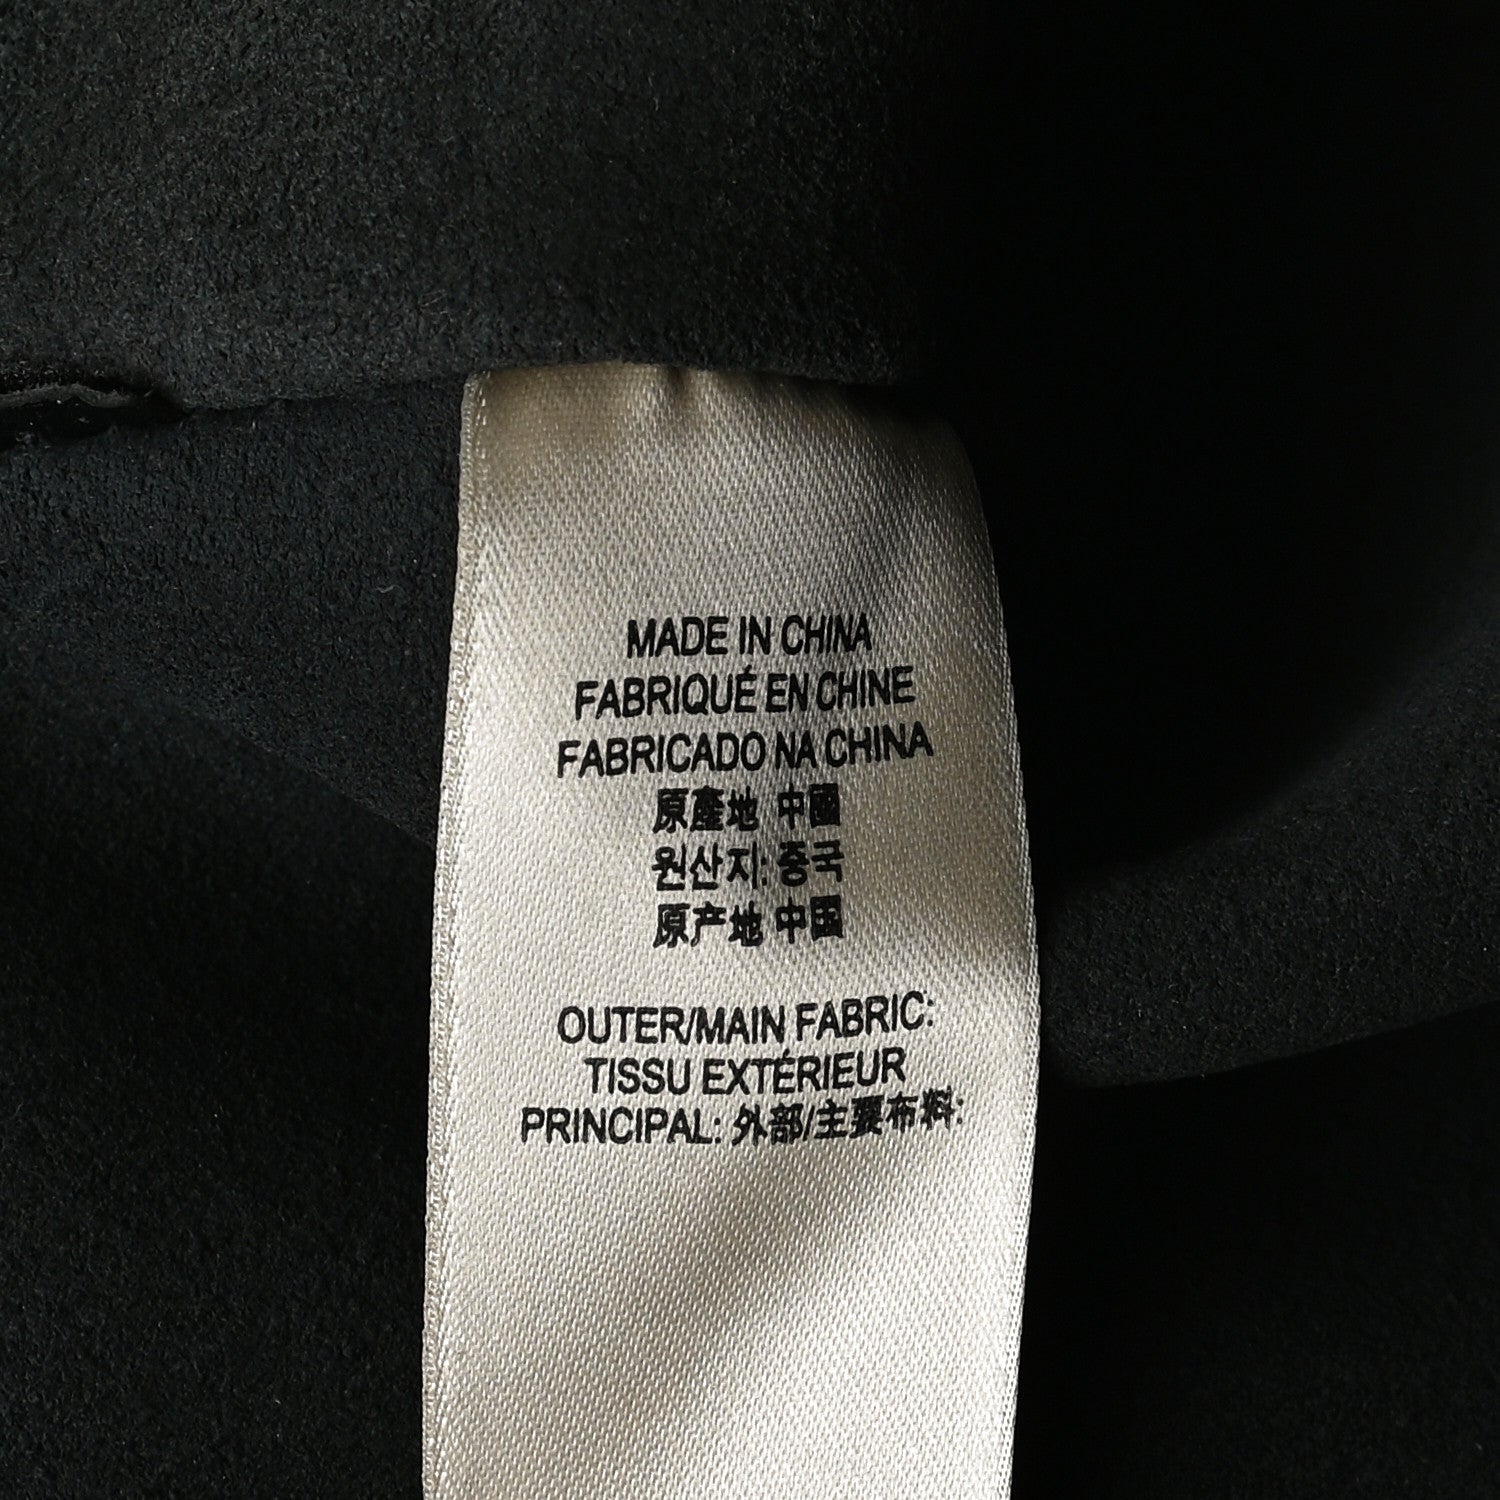 MADE IN CHINA
FABRIQUÉ EN CHINE
FABRICADO NA CHINA
原產地 中國
원산지: 중국
原产地 中国
OUTER/MAIN FABRIC:
TISSU EXTÉRIEUR
PRINCIPAL: 外部/主要布料: